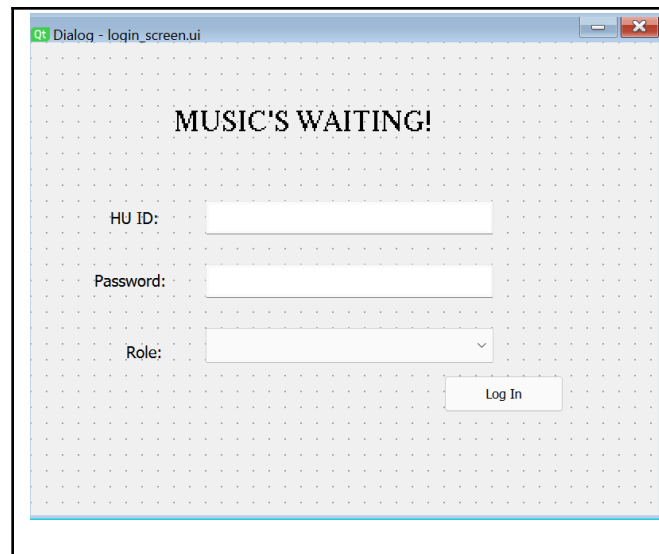 Qt Dialog - login_screen.ui
MUSIC'S WAITING!
HU ID:
Password:
Role:
Log In